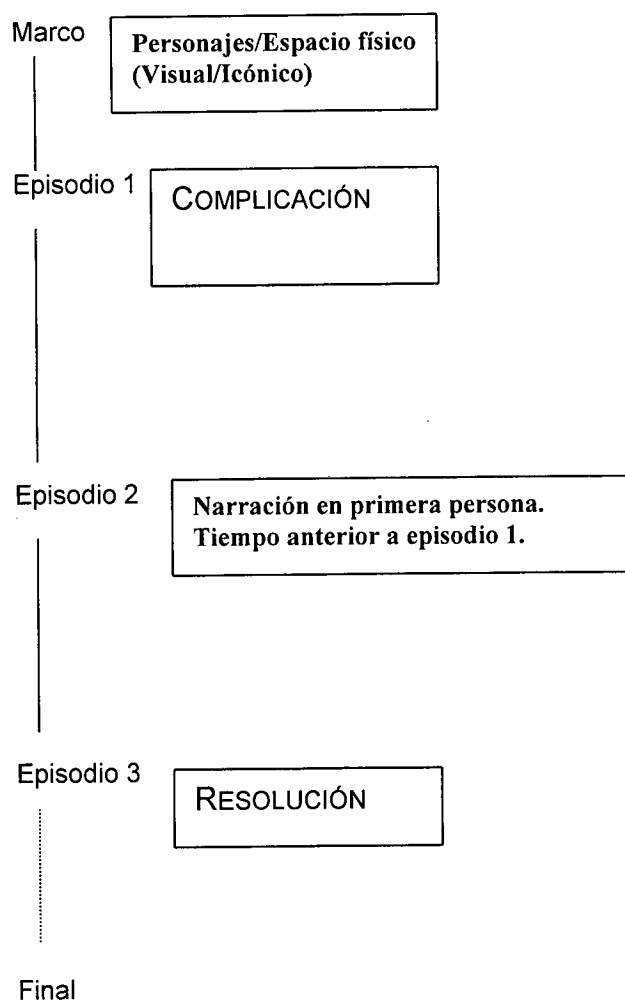 Marco
Personajes/Espacio físico
(Visual/Icónico)
Episodio 1
COMPLICACIÓN
Episodio 2
Narración en primera persona.
Tiempo anterior a episodio 1.
Episodio 3
RESOLUCIÓN
Final